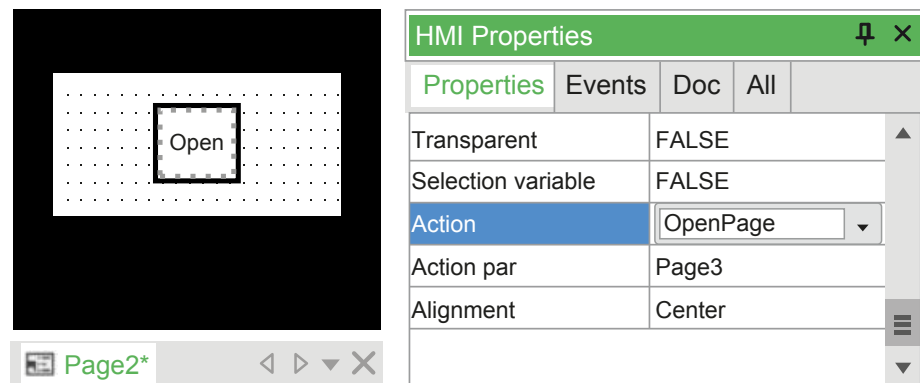 Open
Page2*
HMI Properties
Properties Events Doc All
Transparent FALSE
Selection variable FALSE
Action OpenPage
Action par Page3
Alignment Center